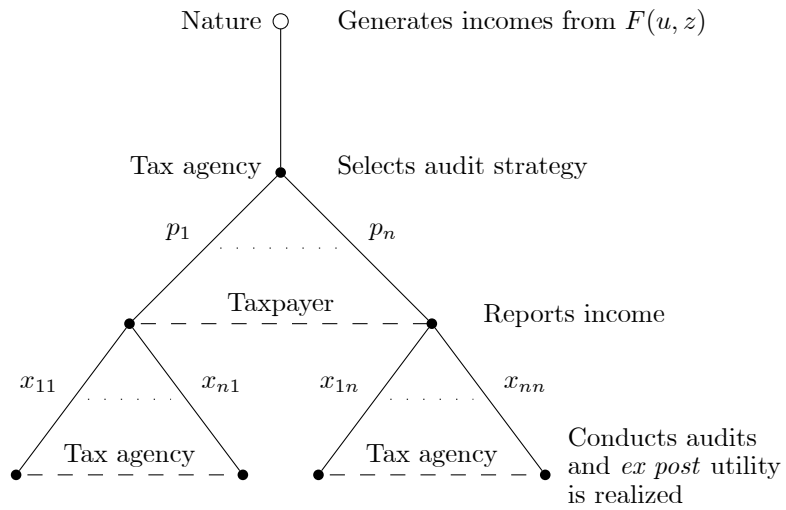 Nature Generates incomes from F(u, z)
Tax agency Selects audit strategy
p₁ pₙ
Taxpayer
Reports income
x₁₁ xₙ₁ x₁ₙ xₙₙ
Tax agency Tax agency
Conducts audits
and ex post utility
is realized